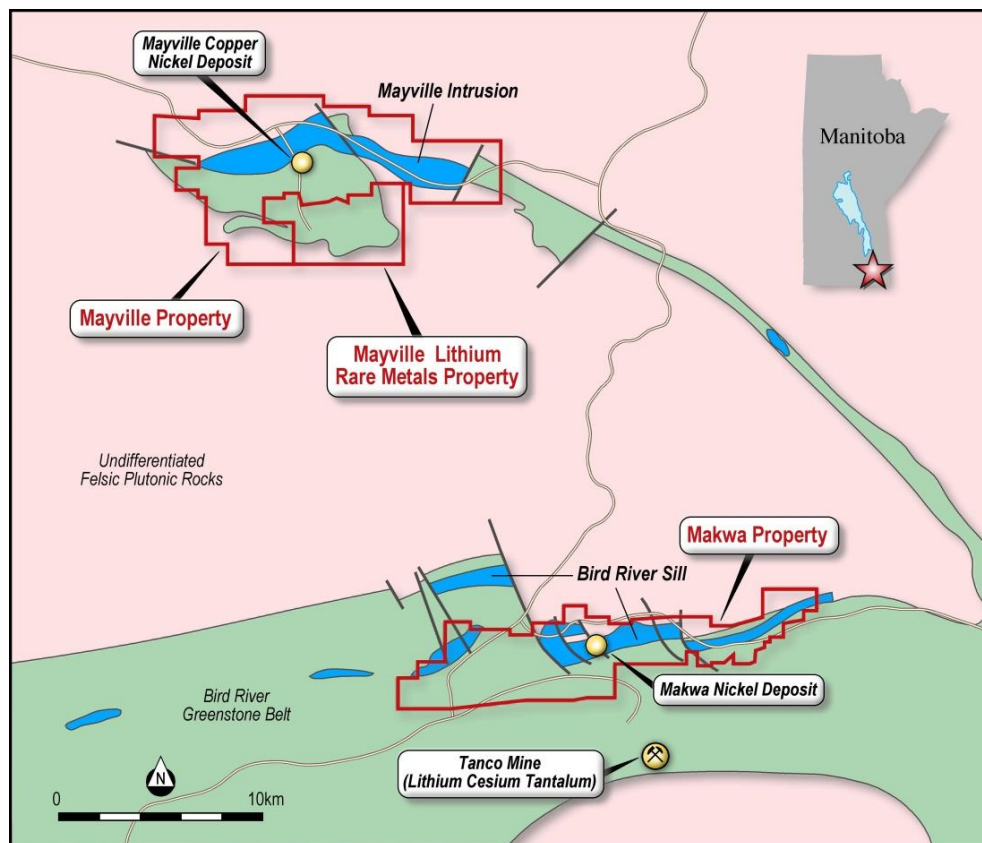 Mayville Copper
Nickel Deposit
Mayville Intrusion
Manitoba
Mayville Property
Mayville Lithium
Rare Metals Property
Undifferentiated
Felsic Plutonic Rocks
Makwa Property
Bird River Sill
Makwa Nickel Deposit
Bird River
Greenstone Belt
Tanco Mine
(Lithium Cesium Tantalum)
N
0 10km